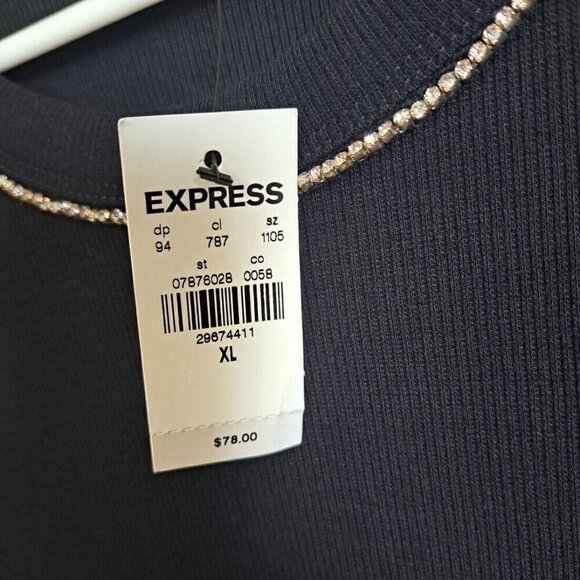 EXPRESS
dp cl sz
94 787 1105
st co
07876028 0058
29674411
XL
$78.00